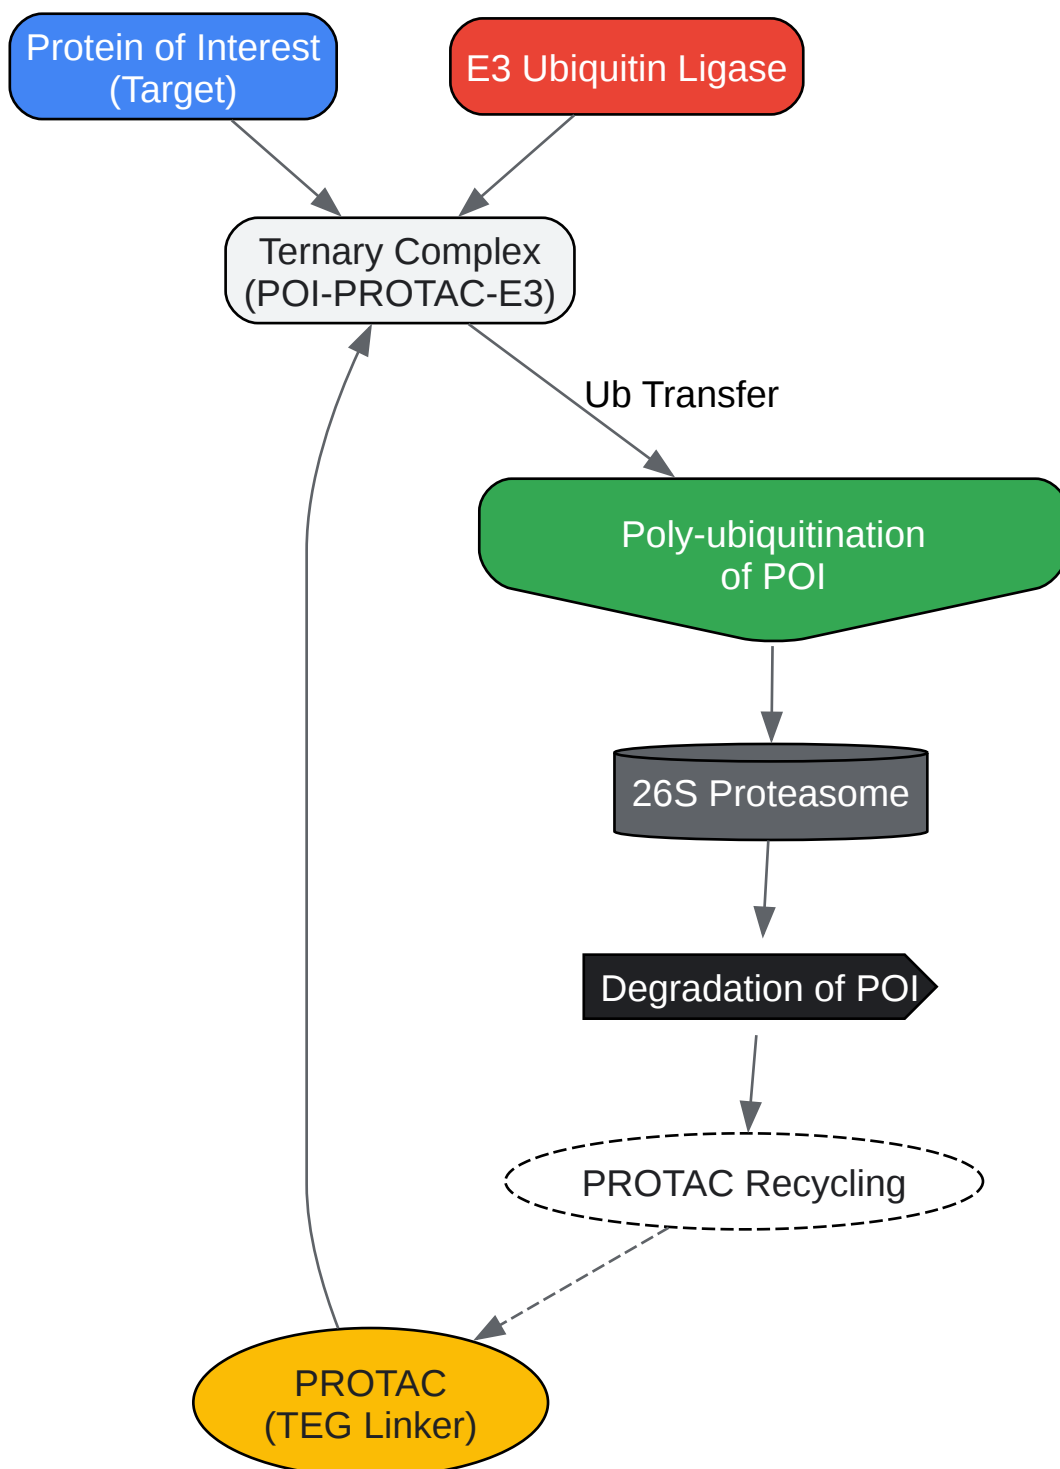 Protein of Interest
(Target)
E3 Ubiquitin Ligase
Ternary Complex
(POI-PROTAC-E3)
Ub Transfer
Poly-ubiquitination
of POI
26S Proteasome
Degradation of POI
PROTAC Recycling
PROTAC
(TEG Linker)